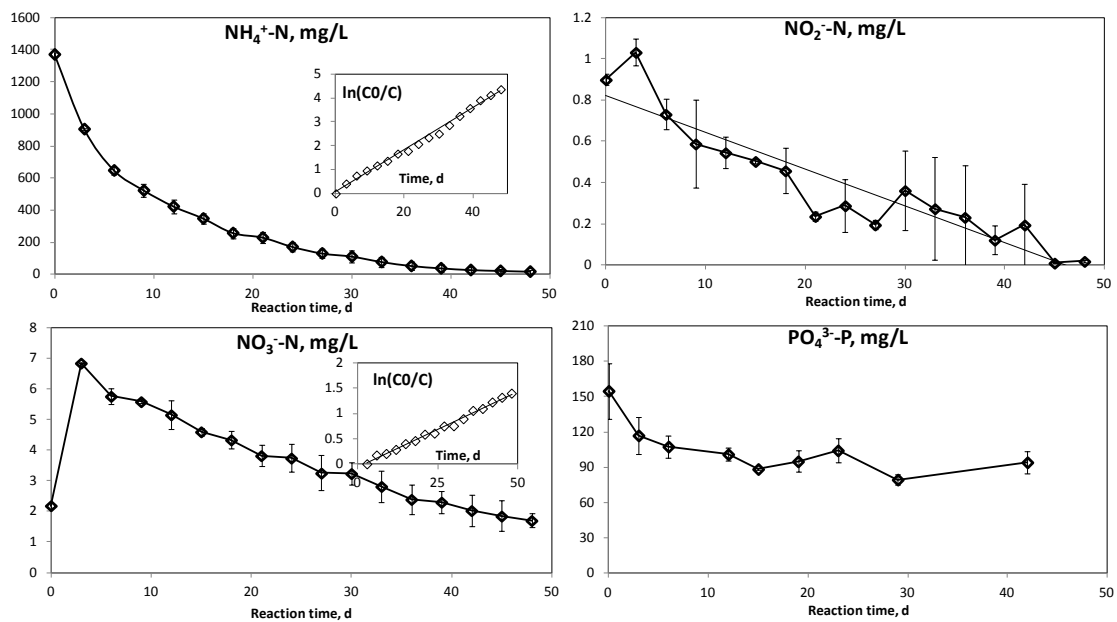 NH₄⁺-N, mg/L
1600
1400
1200
1000
800
600
400
200
0
0 10 20 30 40 50
Reaction time, d
ln(C0/C)
5
4
3
2
1
0
Time, d
0 20 40
NO₂⁻-N, mg/L
1.2
1
0.8
0.6
0.4
0.2
0
0 10 20 30 40 50
Reaction time, d
NO₃⁻-N, mg/L
8
7
6
5
4
3
2
1
0
0 10 20 30 40 50
Reaction time, d
ln(C0/C)
2
1.5
1
0.5
0
Time, d
0 25 50
PO₄³⁻-P, mg/L
210
180
150
120
90
60
30
0
0 10 20 30 40 50
Reaction time, d